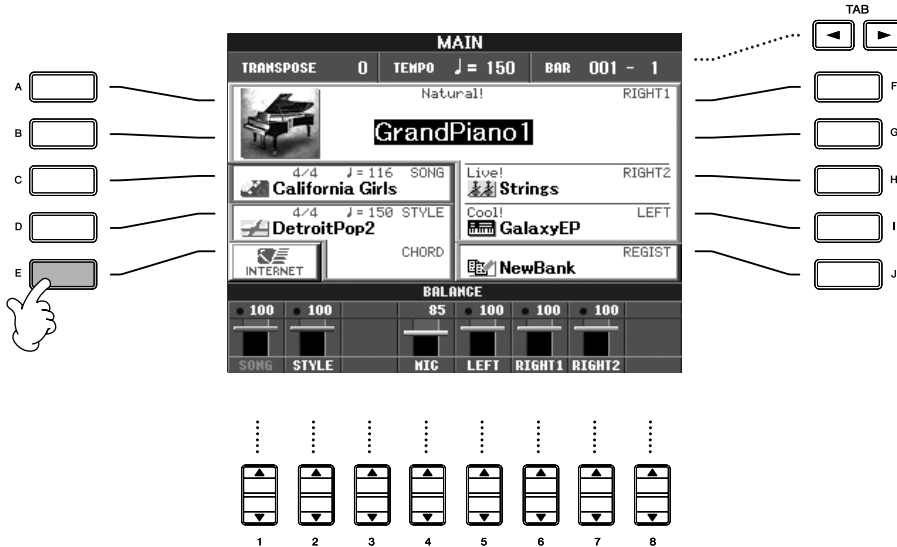 TAB
MAIN
TRANSPOSE 0 TEMPO ♩= 150 BAR 001 - 1
A
F
Natural! RIGHT1
B
G
GrandPiano1
C
H
4/4 ♩= 116 SONG
California Girls
Live! RIGHT2
Strings
D
I
4/4 ♩= 150 STYLE
DetroitPop2
Cool! LEFT
GalaxyEP
E
J
INTERNET
CHORD
REGIST
NewBank
BALANCE
100 100 85 100 100 100
SONG STYLE MIC LEFT RIGHT1 RIGHT2
1 2 3 4 5 6 7 8